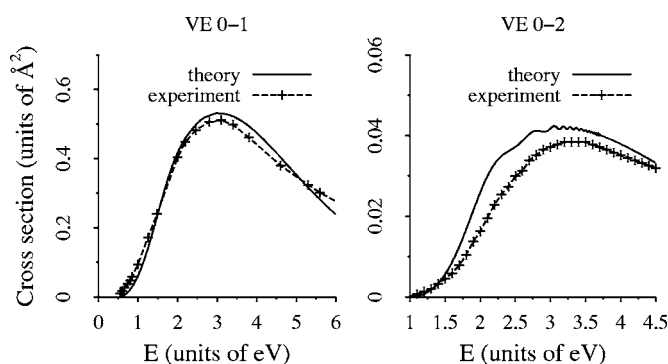 VE 0−1
VE 0−2
Cross section (units of Å²)
0.6
0.4
0.2
0
theory
experiment
0 1 2 3 4 5 6
E (units of eV)
0.06
0.04
0.02
0
theory
experiment
1 1.5 2 2.5 3 3.5 4 4.5
E (units of eV)